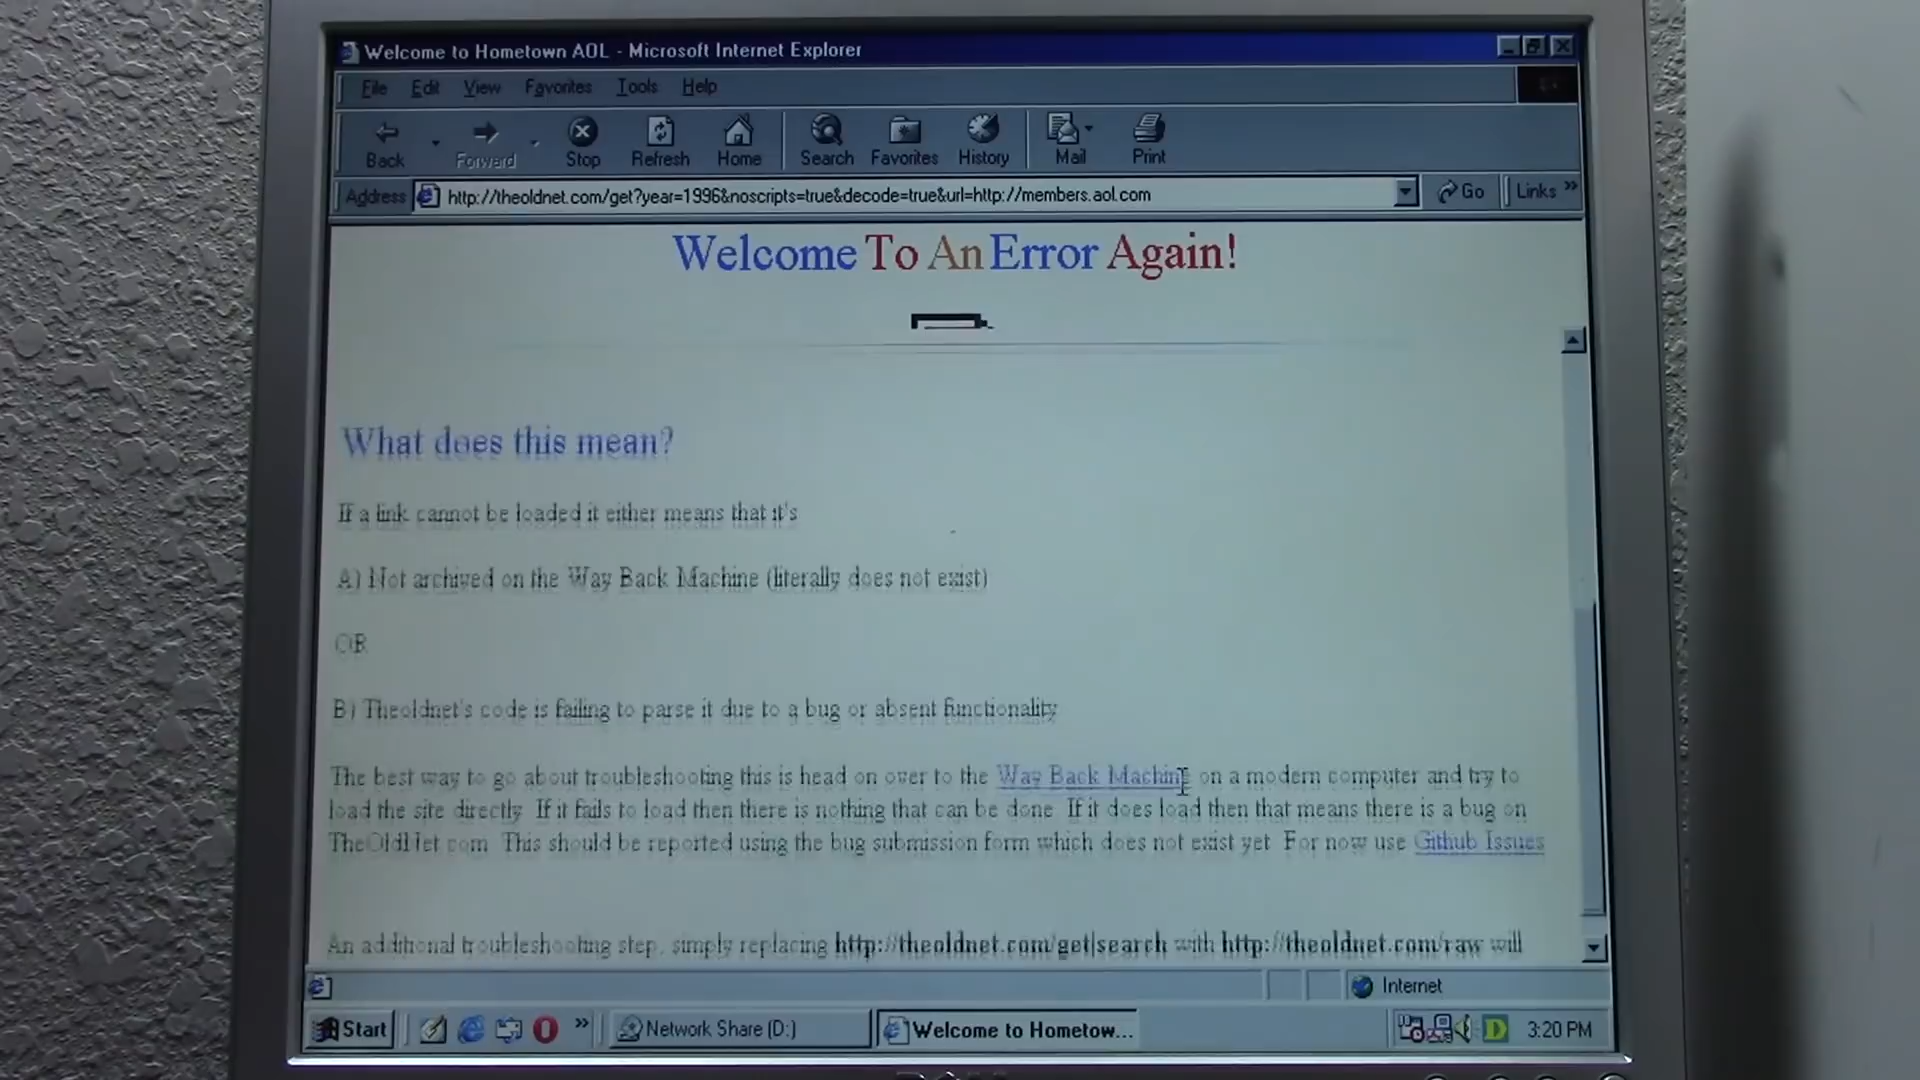 Welcome to Hometown AOL - Microsoft Internet Explorer
File Edit View Favorites Tools Help
Back Forward Stop Refresh Home Search Favorites History Mail Print
Address http://theoldnet.com/get?year=1996&noscripts=true&decode=true&url=http://members.aol.com Go Links »
Welcome To An Error Again!
What does this mean?
If a link cannot be loaded it either means that it's
A) Not archived on the Way Back Machine (literally does not exist)
OR
B) Theoldnet's code is failing to parse it due to a bug or absent functionality
The best way to go about troubleshooting this is head on over to the Way Back Machine on a modern computer and try to
load the site directly. If it fails to load then there is nothing that can be done. If it does load then that means there is a bug on
TheOldNet.com. This should be reported using the bug submission form which does not exist yet. For now use Github Issues
An additional troubleshooting step, simply replacing http://theoldnet.com/get|search with http://theoldnet.com/raw will
Internet
Start » Network Share (D:) Welcome to Hometow... D 3:20 PM